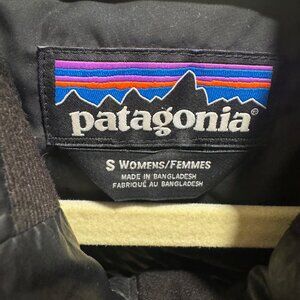 patagonia®
S WOMENS/FEMMES
MADE IN BANGLADESH
FABRIQUÉ AU BANGLADESH